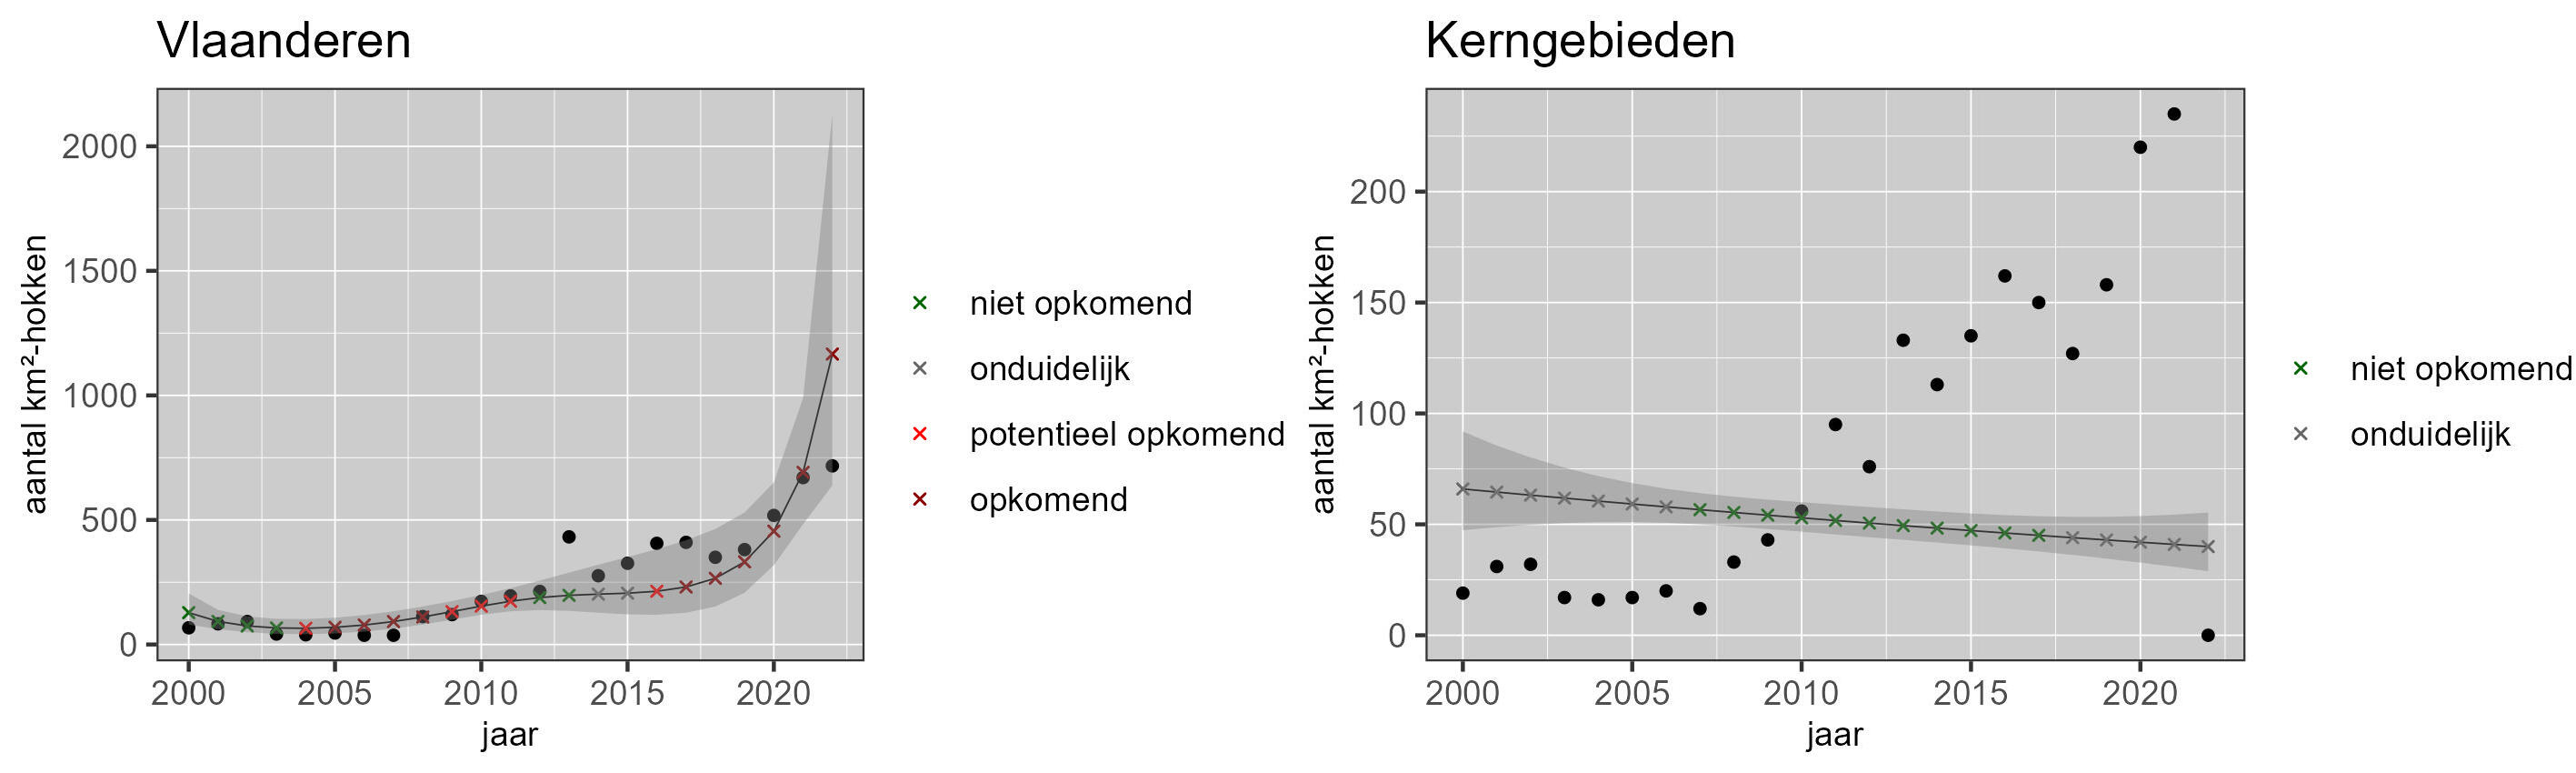 Vlaanderen
aantal km²-hokken
2000
1500
1000
500
0
2000 2005 2010 2015 2020
jaar
niet opkomend
onduidelijk
potentieel opkomend
opkomend
Kerngebieden
aantal km²-hokken
200
150
100
50
0
2000 2005 2010 2015 2020
jaar
niet opkomend
onduidelijk